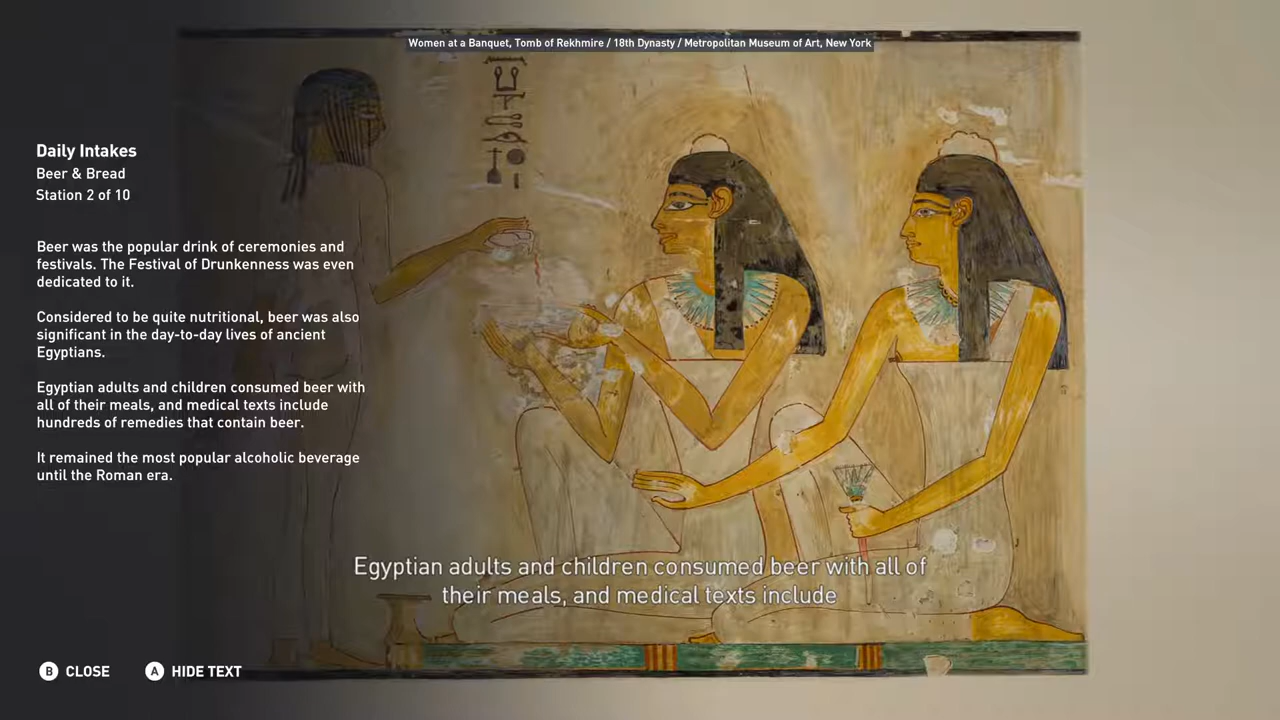 Women at a Banquet, Tomb of Rekhmire / 18th Dynasty / Metropolitan Museum of Art, New York
Daily Intakes
Beer & Bread
Station 2 of 10
Beer was the popular drink of ceremonies and
festivals. The Festival of Drunkenness was even
dedicated to it.
Considered to be quite nutritional, beer was also
significant in the day-to-day lives of ancient
Egyptians.
Egyptian adults and children consumed beer with
all of their meals, and medical texts include
hundreds of remedies that contain beer.
It remained the most popular alcoholic beverage
until the Roman era.
Egyptian adults and children consumed beer with all of
their meals, and medical texts include
B CLOSE
A HIDE TEXT